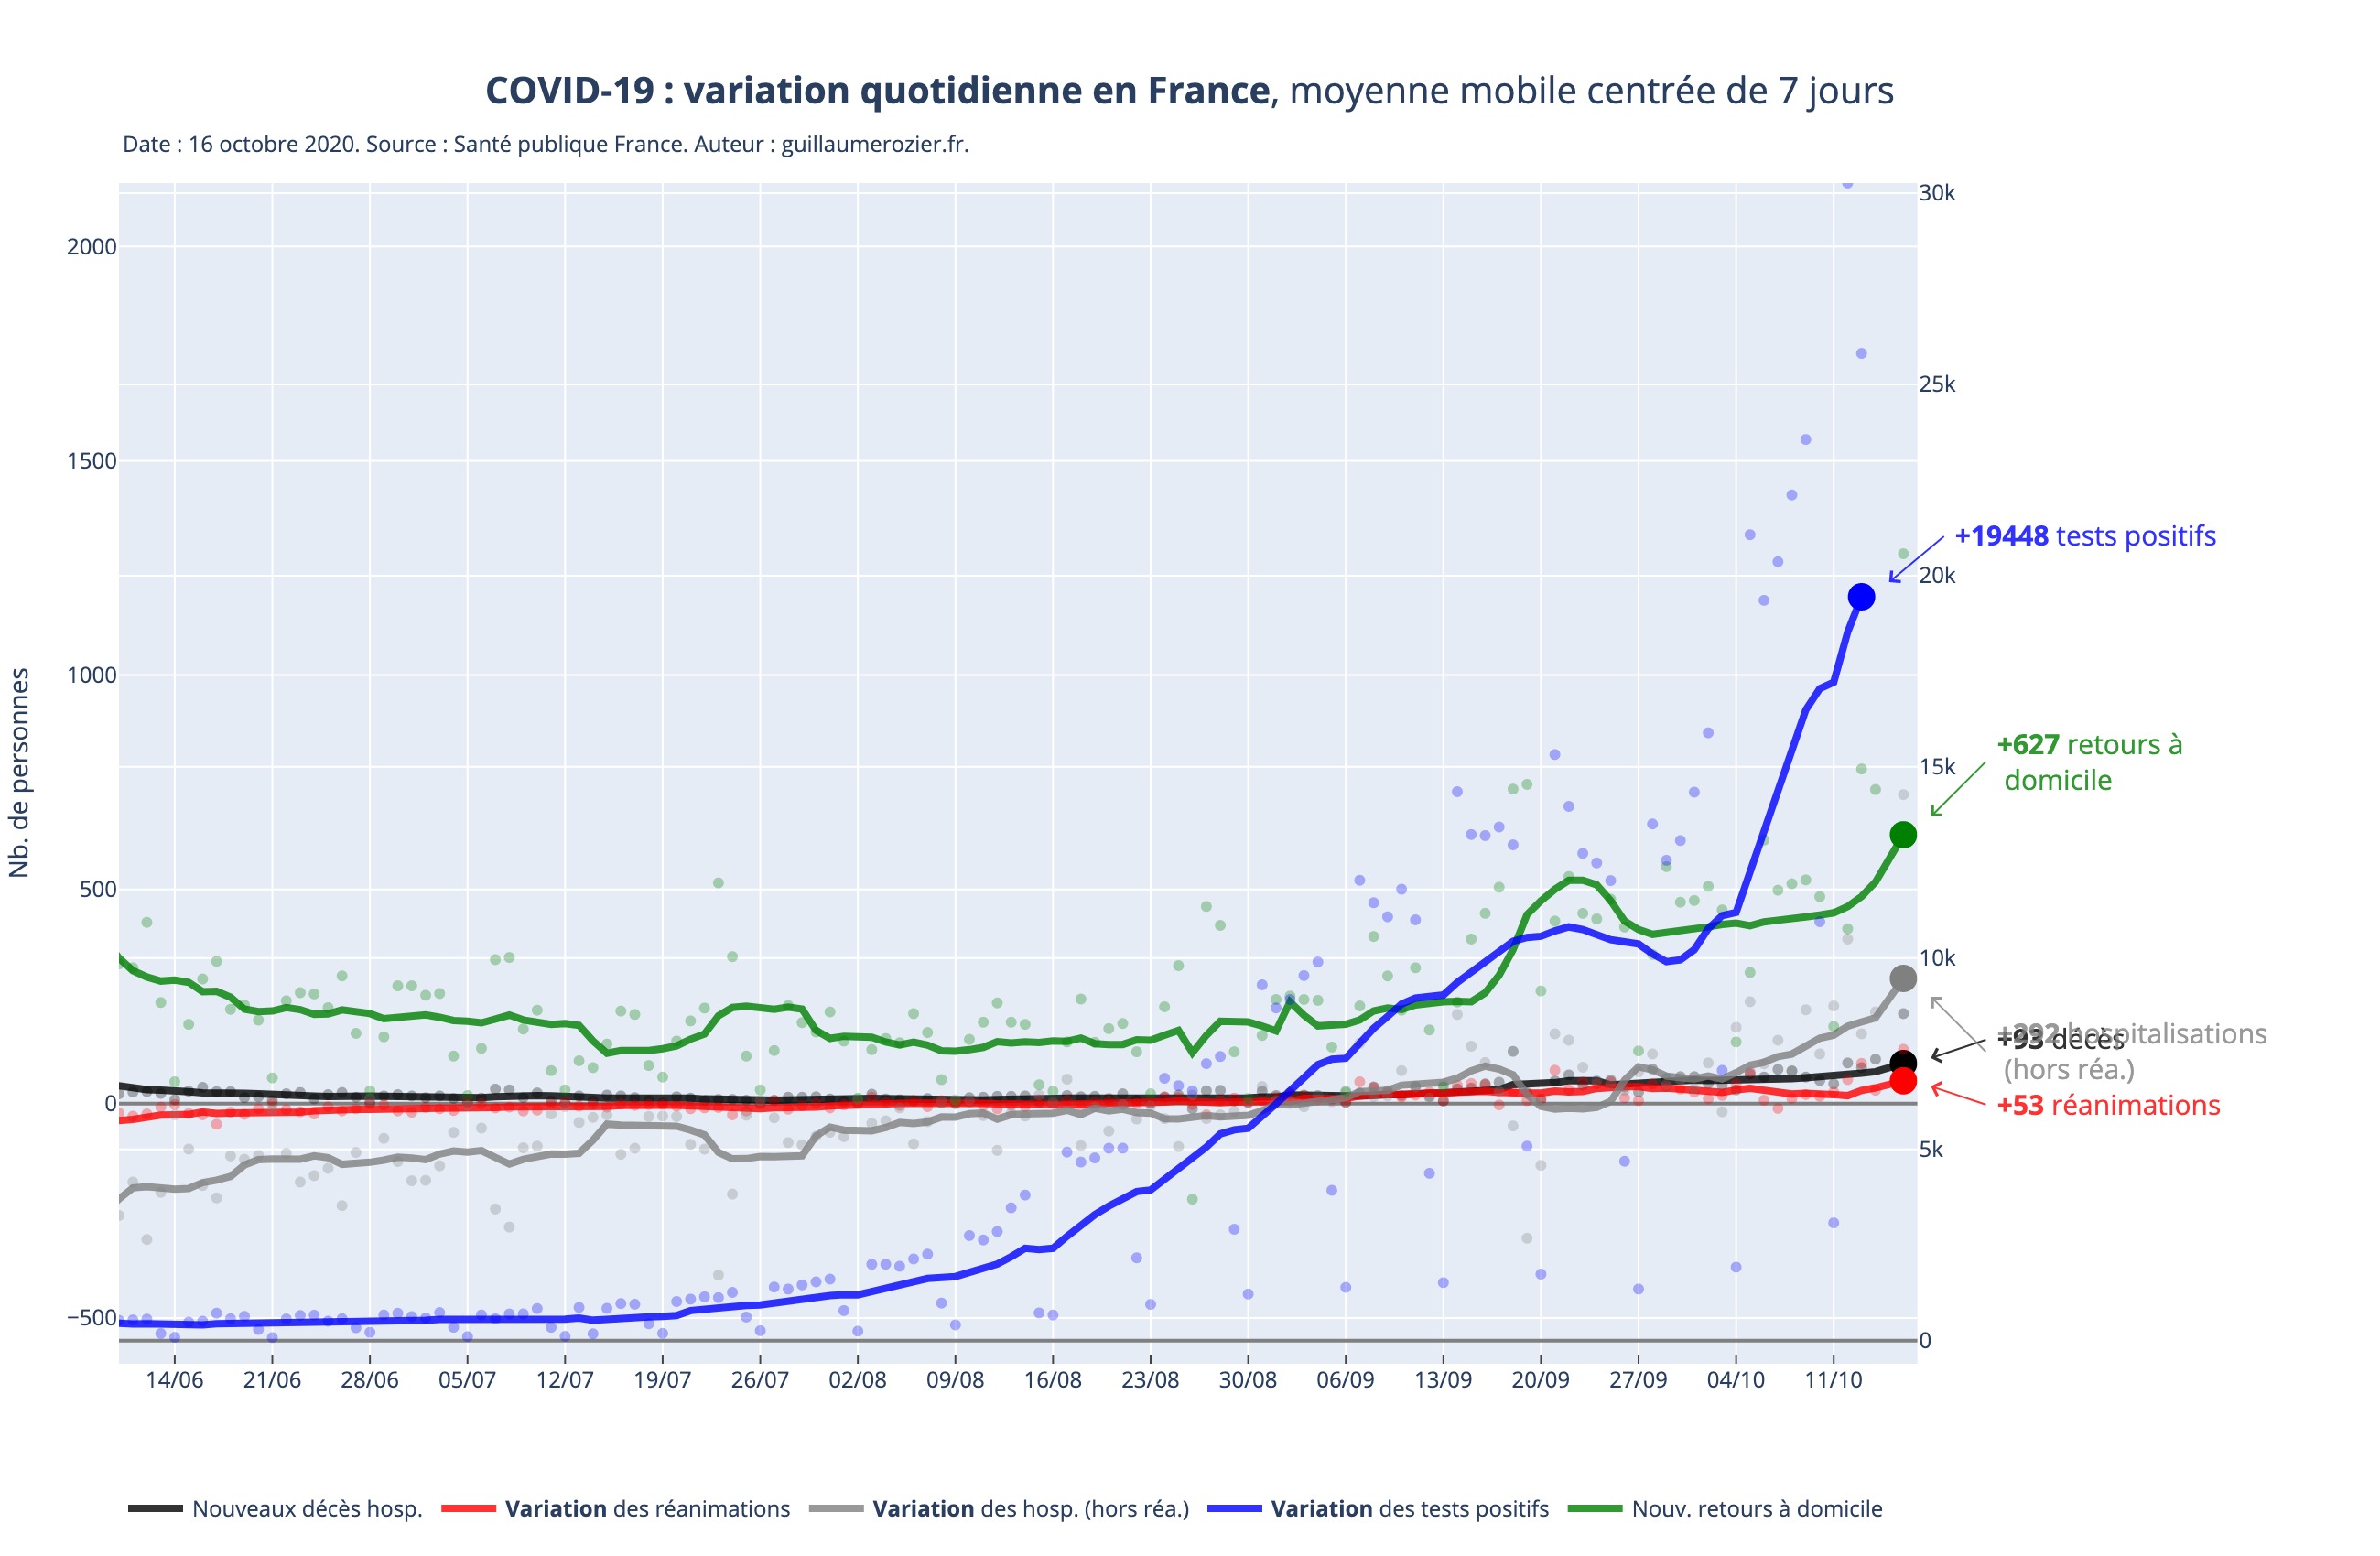 COVID-19 : variation quotidienne en France, moyenne mobile centrée de 7 jours
Date : 16 octobre 2020. Source : Santé publique France. Auteur : guillaumerozier.fr.
Nb. de personnes
2000
1500
1000
500
0
−500
30k
25k
20k
15k
10k
5k
0
+19448 tests positifs
+627 retours à
domicile
+93 décès
+292 hospitalisations
(hors réa.)
+53 réanimations
14/06 21/06 28/06 05/07 12/07 19/07 26/07 02/08 09/08 16/08 23/08 30/08 06/09 13/09 20/09 27/09 04/10 11/10
Nouveaux décès hosp. Variation des réanimations Variation des hosp. (hors réa.) Variation des tests positifs Nouv. retours à domicile